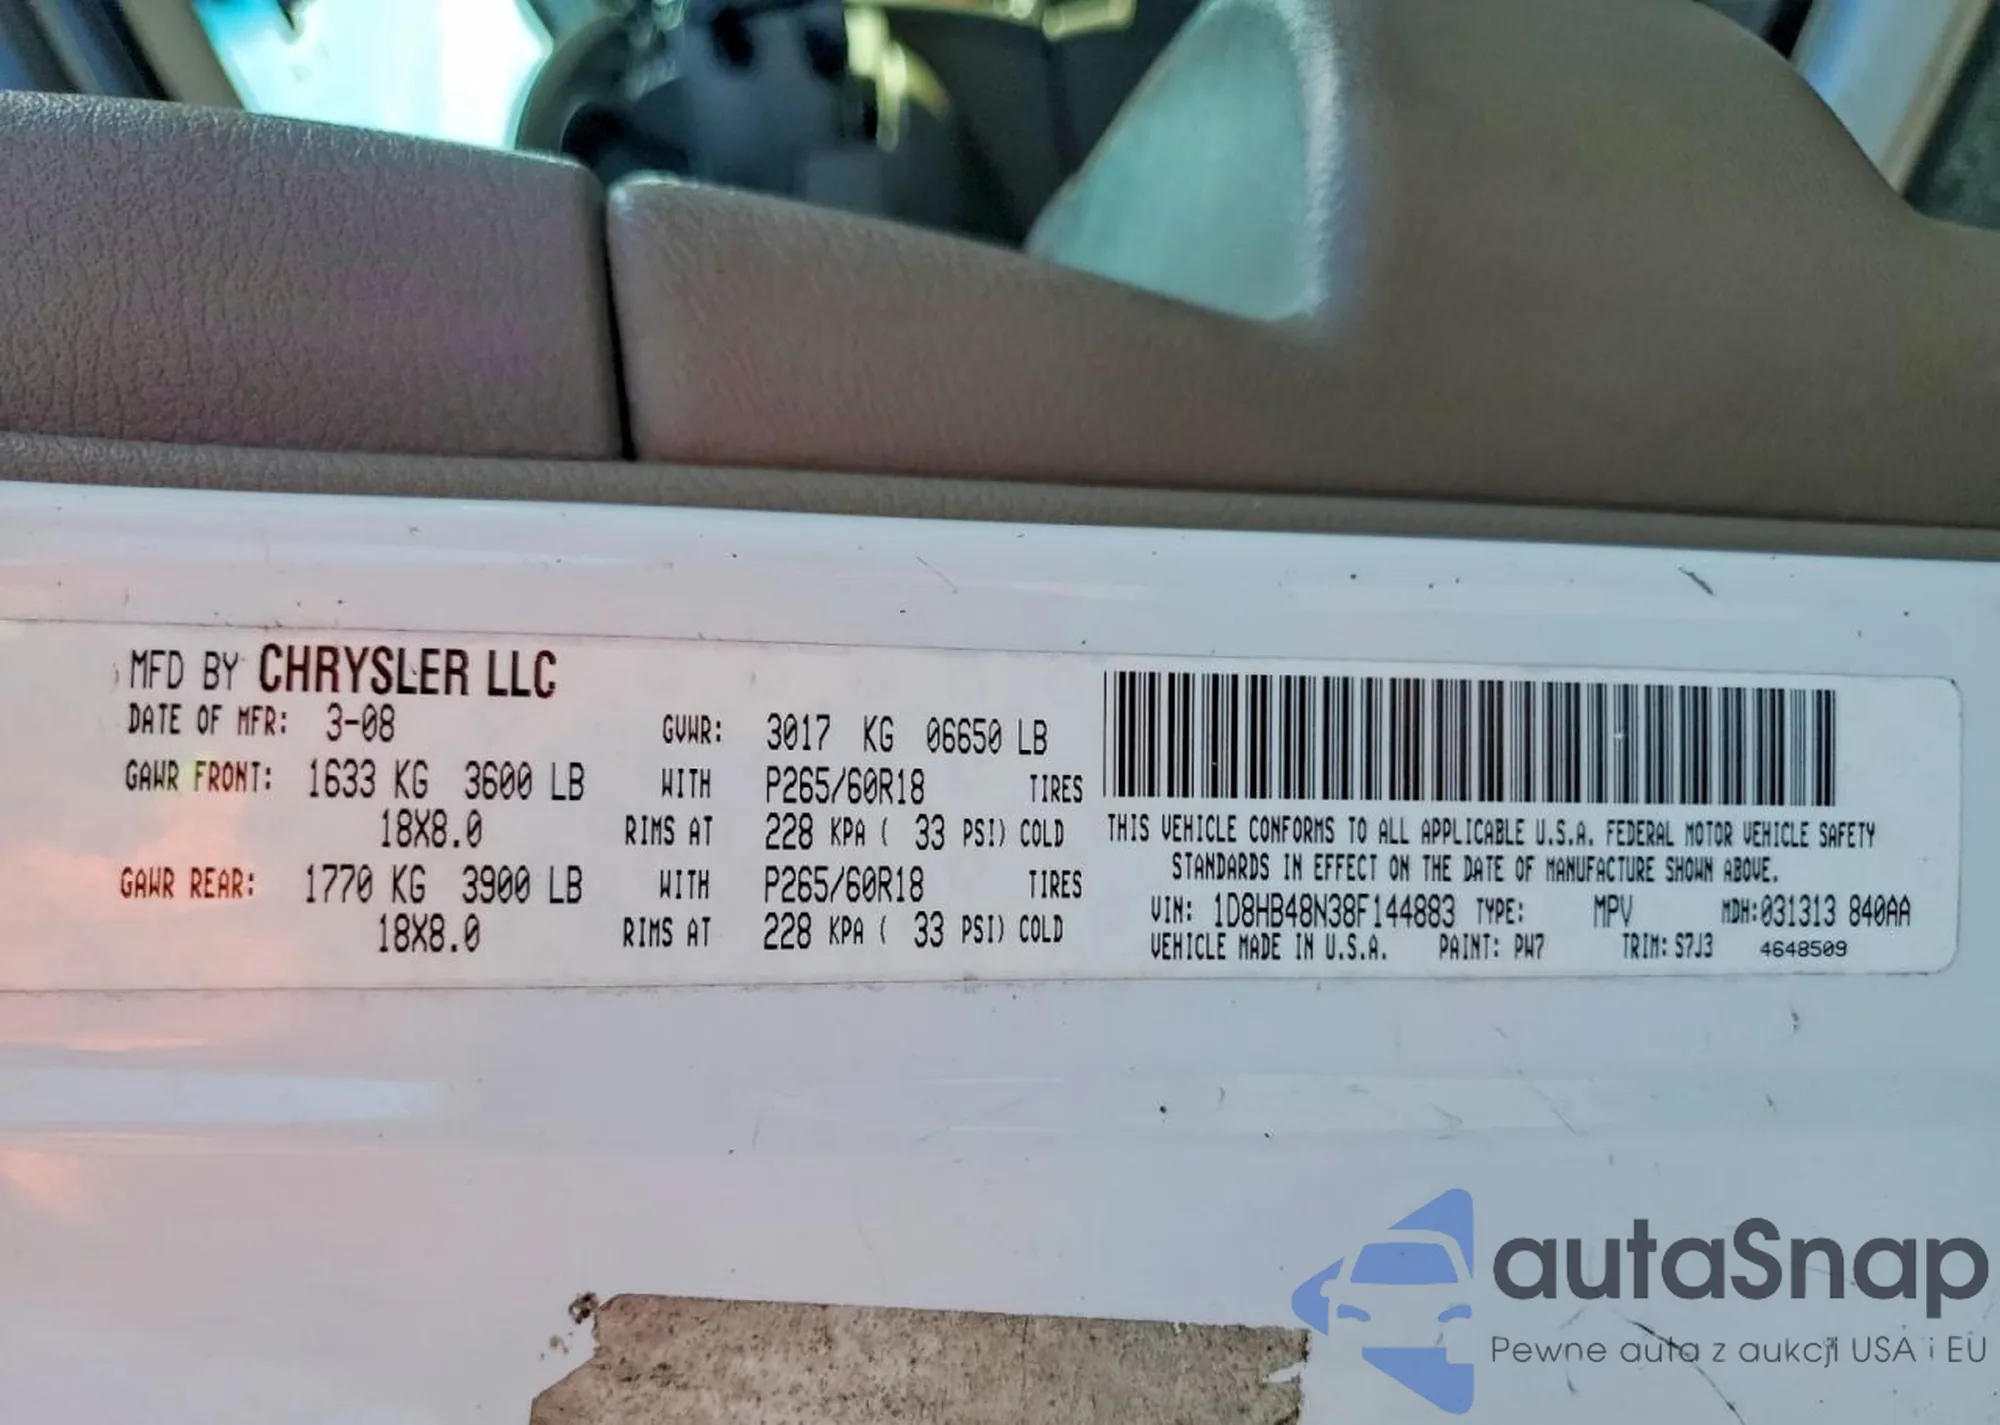 MFD BY CHRYSLER LLC
DATE OF MFR: 3-08 GVWR: 3017 KG 06650 LB
GAWR FRONT: 1633 KG 3600 LB WITH P265/60R18 TIRES
18X8.0 RIMS AT 228 KPA ( 33 PSI) COLD
GAWR REAR: 1770 KG 3900 LB WITH P265/60R18 TIRES
18X8.0 RIMS AT 228 KPA ( 33 PSI) COLD
THIS VEHICLE CONFORMS TO ALL APPLICABLE U.S.A. FEDERAL MOTOR VEHICLE SAFETY
STANDARDS IN EFFECT ON THE DATE OF MANUFACTURE SHOWN ABOVE.
VIN: 1D8HB48N38F144883 TYPE: MPV MDH:031313 840AA
VEHICLE MADE IN U.S.A. PAINT: PW7 TRIM: S7J3 4648509
autaSnap
Pewne auta z aukcji USA i EU